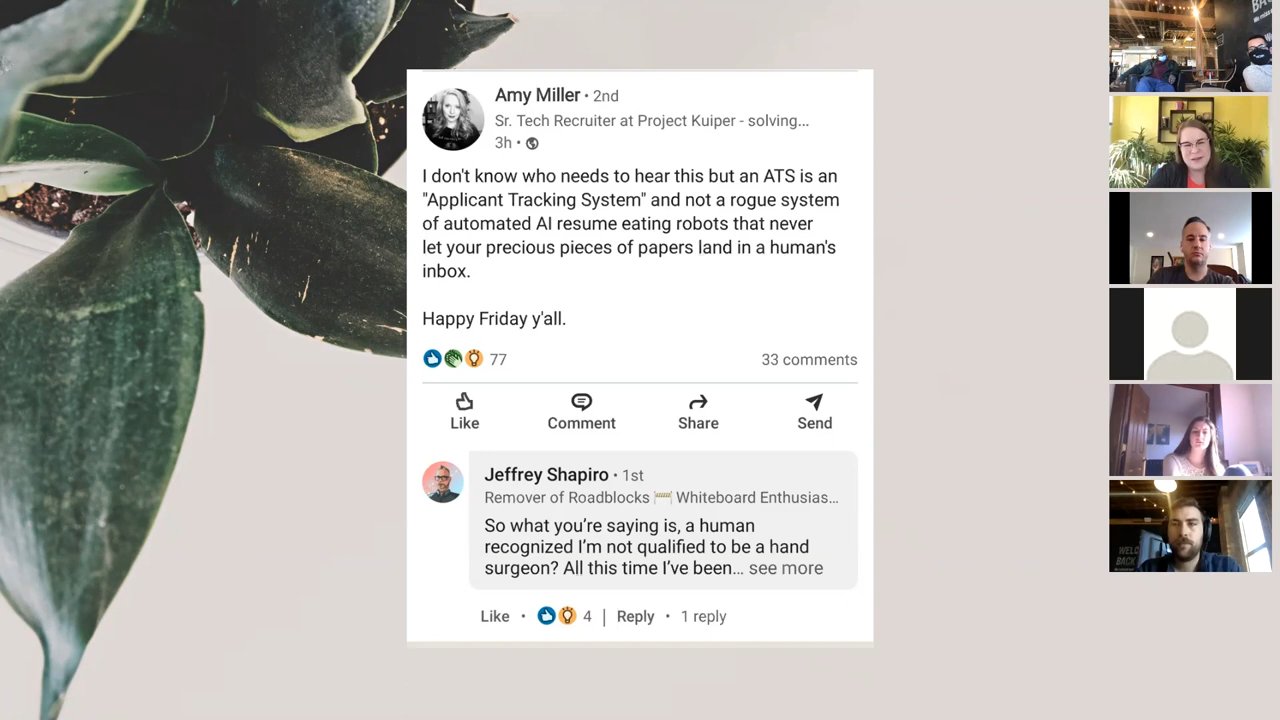 Amy Miller • 2nd
Sr. Tech Recruiter at Project Kuiper - solving...
3h •
I don't know who needs to hear this but an ATS is an
"Applicant Tracking System" and not a rogue system
of automated AI resume eating robots that never
let your precious pieces of papers land in a human's
inbox.
Happy Friday y'all.
77
33 comments
Like
Comment
Share
Send
Jeffrey Shapiro • 1st
Remover of Roadblocks 🚧 Whiteboard Enthusias...
So what you’re saying is, a human
recognized I’m not qualified to be a hand
surgeon? All this time I’ve been... see more
Like • 4 | Reply • 1 reply
WELC
BACK